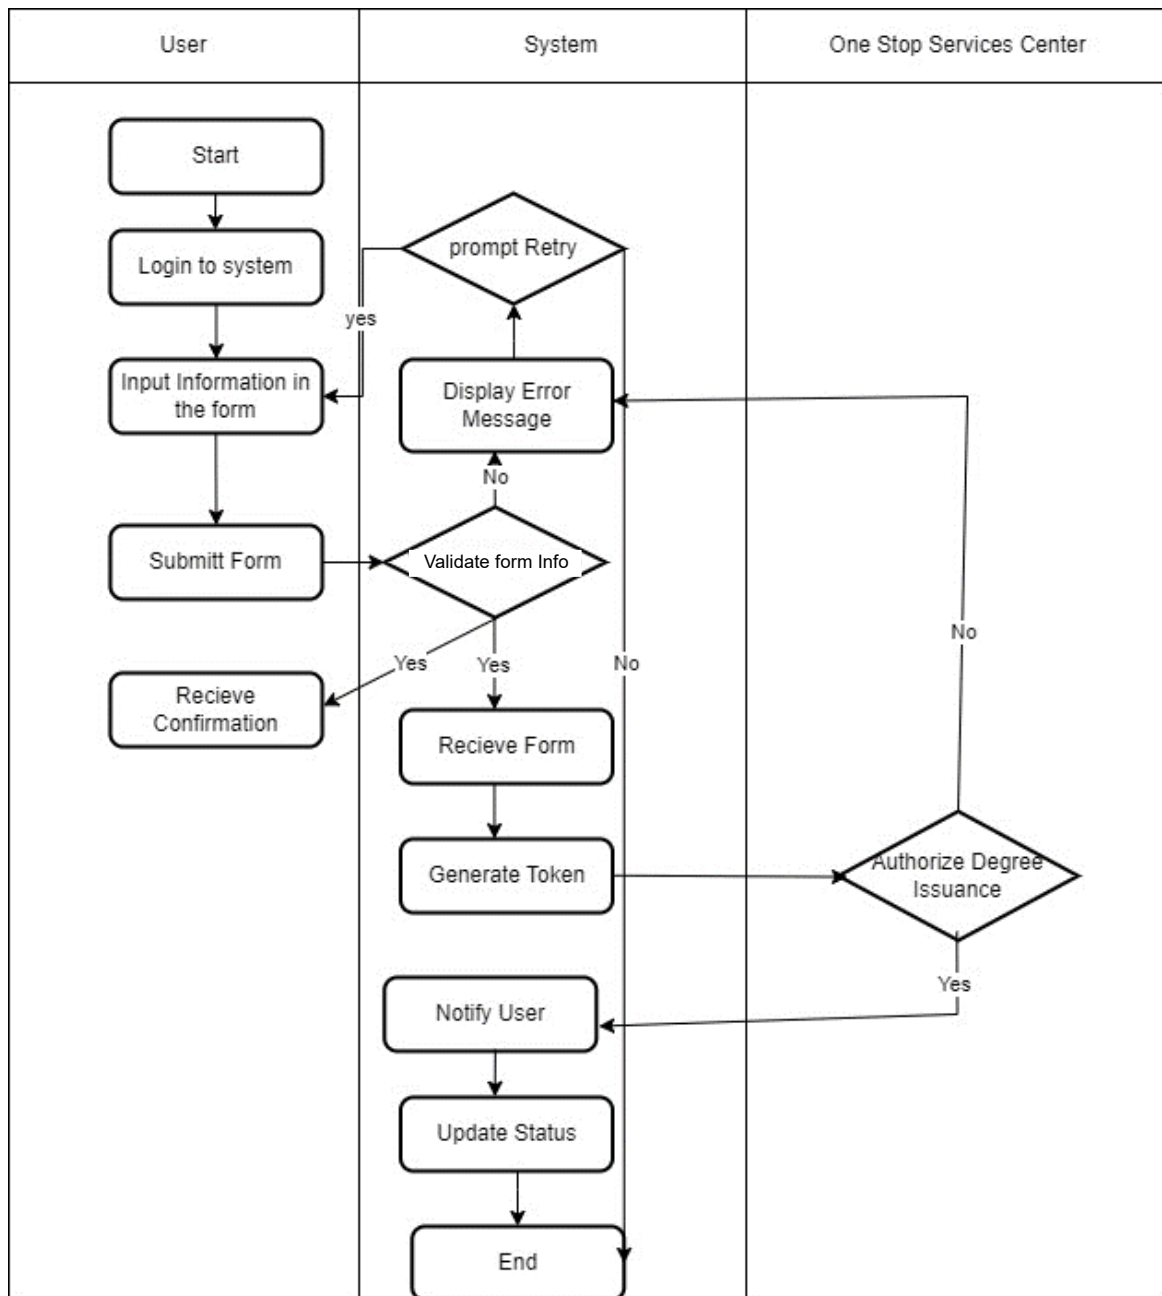 User
System
One Stop Services Center
Start
Login to system
prompt Retry
yes
Input Information in
the form
Display Error
Message
No
Submitt Form
Validate form Info
No
Yes
Yes
No
Recieve
Confirmation
Recieve Form
Generate Token
Authorize Degree
Issuance
Yes
Notify User
Update Status
End